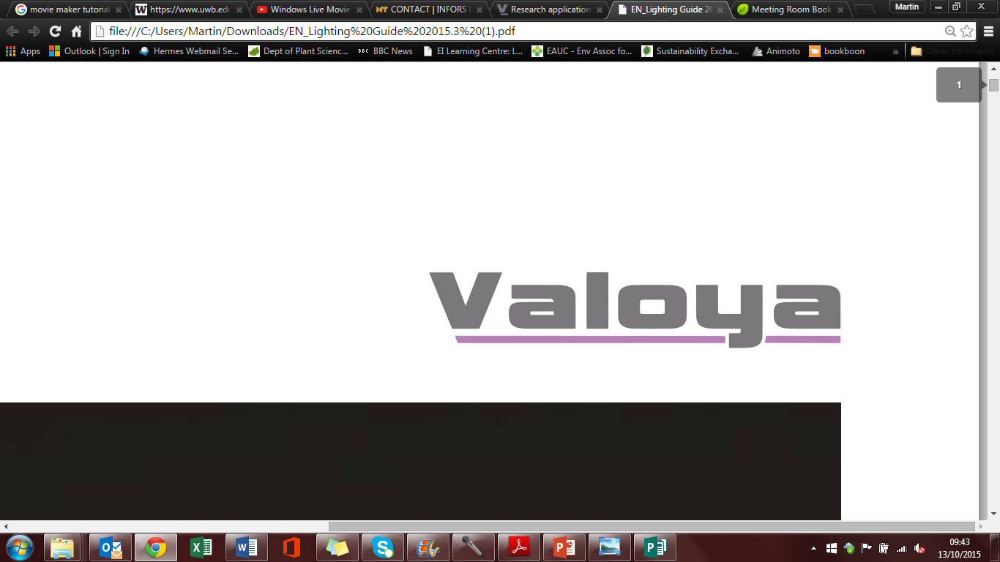 movie maker tutorial
https://www.uwb.edu
Windows Live Movie
CONTACT | INFORS
Research application
EN_Lighting Guide 20
Meeting Room Book
Martin
file:///C:/Users/Martin/Downloads/EN_Lighting%20Guide%202015.3%20(1).pdf
Apps
Outlook | Sign In
Hermes Webmail Se...
Dept of Plant Scienc...
BBC BBC News
EI Learning Centre: L...
EAUC - Env Assoc fo...
Sustainability Excha...
Animoto
bookboon
»
Other bookmarks
1
Valoya
09:43
13/10/2015